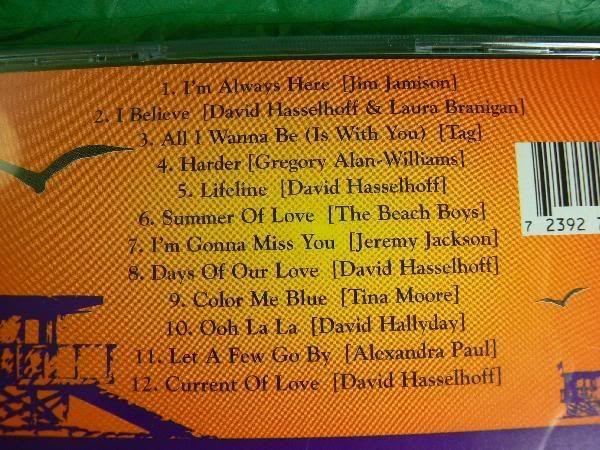 1. I'm Always Here [Jim Jamison]
2. I Believe [David Hasselhoff & Laura Branigan]
3. All I Wanna Be (Is With You) [Tag]
4. Harder [Gregory Alan-Williams]
5. Lifeline [David Hasselhoff]
6. Summer Of Love [The Beach Boys]
7. I'm Gonna Miss You [Jeremy Jackson]
8. Days Of Our Love [David Hasselhoff]
9. Color Me Blue [Tina Moore]
10. Ooh La La [David Hallyday]
11. Let A Few Go By [Alexandra Paul]
12. Current Of Love [David Hasselhoff]
7 2392